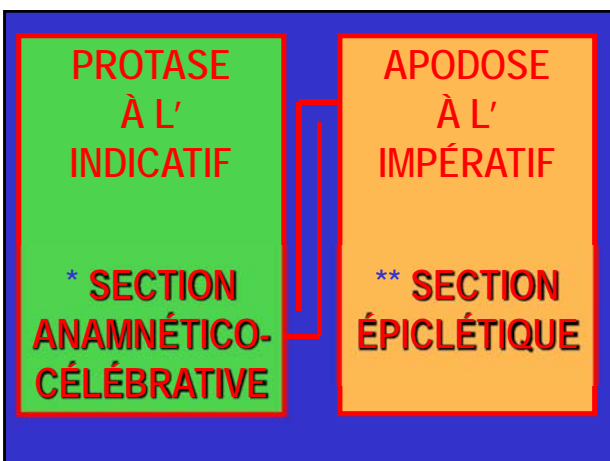 PROTASE
À L'
INDICATIF
* SECTION
ANAMNÉTICO-
CÉLÉBRATIVE
APODOSE
À L'
IMPÉRATIF
** SECTION
ÉPICLÉTIQUE